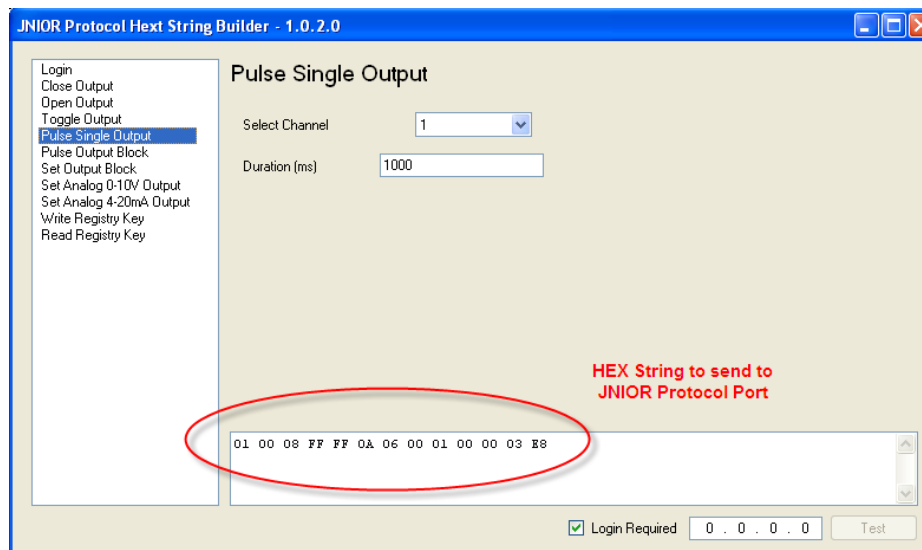 JNIOR Protocol Hext String Builder - 1.0.2.0
Login
Close Output
Open Output
Toggle Output
Pulse Single Output
Pulse Output Block
Set Output Block
Set Analog 0-10V Output
Set Analog 4-20mA Output
Write Registry Key
Read Registry Key
Pulse Single Output
Select Channel 1
Duration (ms) 1000
HEX String to send to
JNIOR Protocol Port
01 00 08 FF FF 0A 06 00 01 00 00 03 E8
Login Required 0 . 0 . 0 . 0 Test